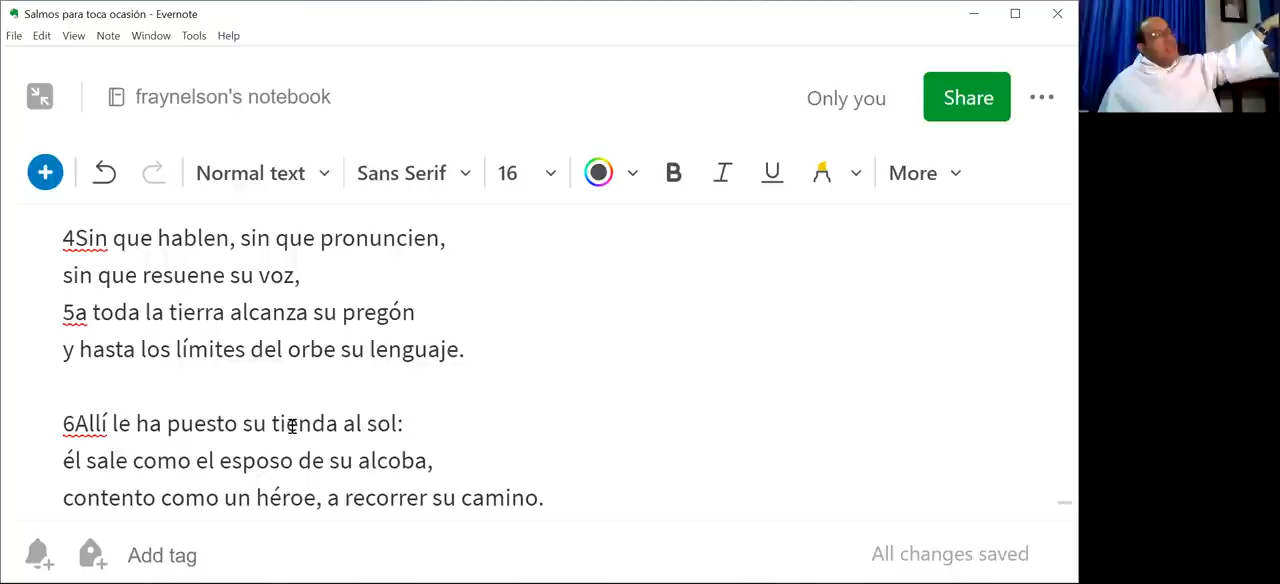 Salmos para toca ocasión - Evernote
File Edit View Note Window Tools Help
fraynelson's notebook
Only you
Share
Normal text
Sans Serif
16
B I U
More
4Sin que hablen, sin que pronuncien,
sin que resuene su voz,
5a toda la tierra alcanza su pregón
y hasta los límites del orbe su lenguaje.
6Allí le ha puesto su tienda al sol:
él sale como el esposo de su alcoba,
contento como un héroe, a recorrer su camino.
Add tag
All changes saved